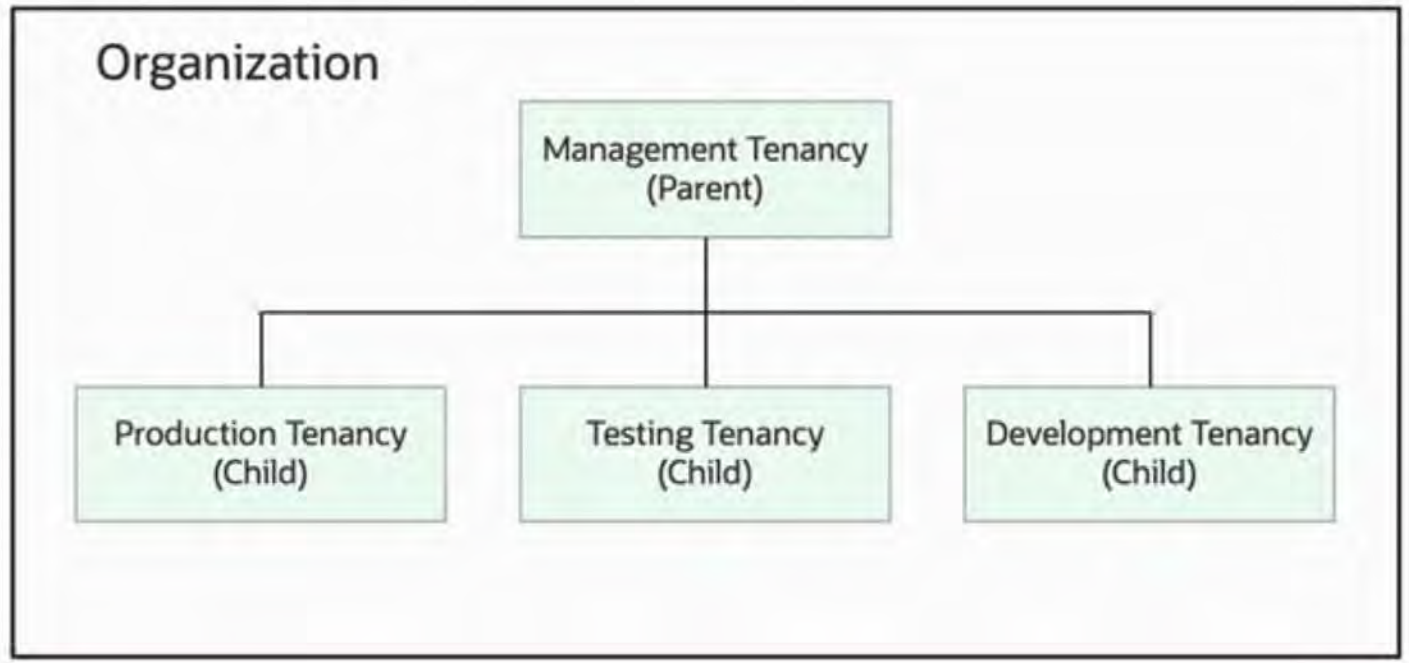 Organization
Management Tenancy
(Parent)
Production Tenancy
(Child)
Testing Tenancy
(Child)
Development Tenancy
(Child)